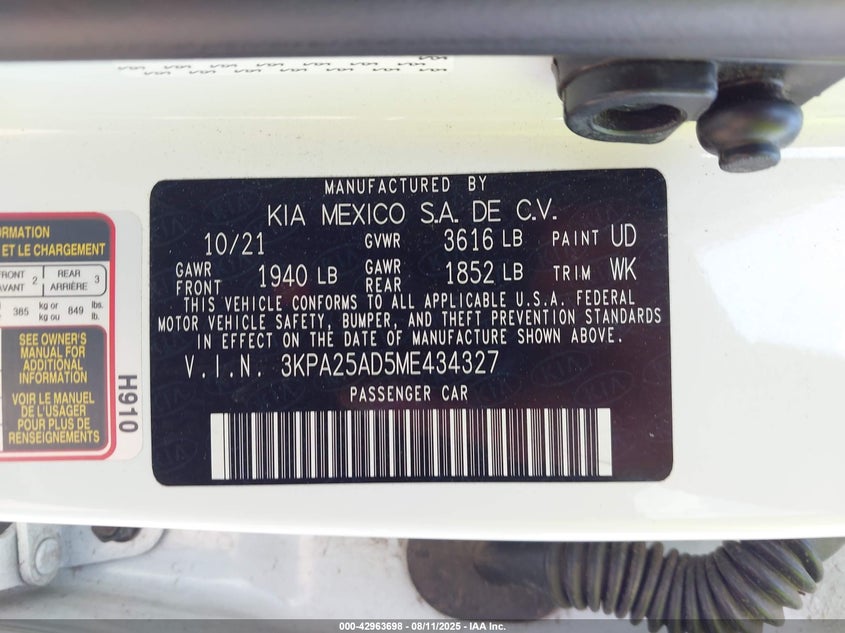 MANUFACTURED BY
KIA MEXICO S.A. DE C.V.
10/21 GVWR 3616 LB PAINT UD
GAWR FRONT 1940 LB GAWR REAR 1852 LB TRIM WK
THIS VEHICLE CONFORMS TO ALL APPLICABLE U.S.A. FEDERAL
MOTOR VEHICLE SAFETY, BUMPER, AND THEFT PREVENTION STANDARDS
IN EFFECT ON THE DATE OF MANUFACTURE SHOWN ABOVE.
V.I.N. 3KPA25AD5ME434327
PASSENGER CAR
ET LE CHARGEMENT
FRONT 2 REAR 3
ARRIÈRE
385 kg or kg ou 849 lbs. lb.
SEE OWNER'S
MANUAL FOR
ADDITIONAL
INFORMATION
VOIR LE MANUEL
DE L'USAGER
POUR PLUS DE
RENSEIGNEMENTS
H910
000-42963698 - 08/11/2025 - IAA Inc.